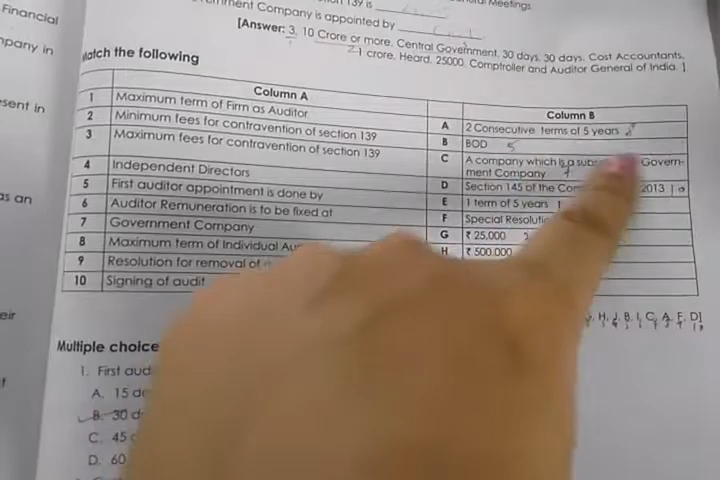 Financial
mpany in
sent in
as an
eir
Company is appointed by
[Answer: 3, 10 Crore or more, Central Government, 30 days, 30 days, Cost Accountants,
1 crore, Heard, 25000, Comptroller and Auditor General of India. ]
atch the following
Column A
Column B
1 Maximum term of Firm as Auditor
A 2 Consecutive terms of 5 years
2 Minimum fees for contravention of section 139
B BOD 5
3 Maximum fees for contravention of section 139
C A company which is a subs Govern-
ment Company 7
4 Independent Directors
D Section 145 of the Com 2013
5 First auditor appointment is done by
E 1 term of 5 years
6 Auditor Remuneration is to be fixed at
F Special Resolutio
7 Government Company
G ₹ 25,000
8 Maximum term of Individual Au
H ₹ 500,000
9 Resolution for removal of
10 Signing of audit
H, J, B, I, C, A, F, D]
Multiple choice
1. First aud
A. 15 d
B. 30 d
C. 45
D. 60